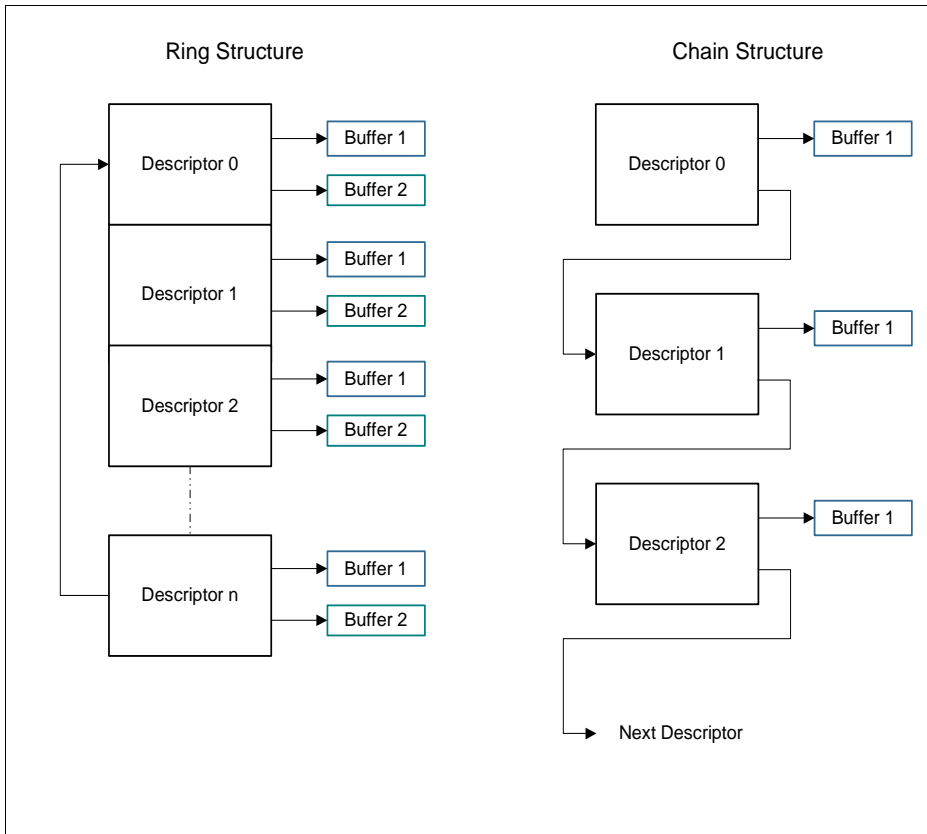 Ring Structure
Descriptor 0
Buffer 1
Buffer 2
Descriptor 1
Buffer 1
Buffer 2
Descriptor 2
Buffer 1
Buffer 2
Descriptor n
Buffer 1
Buffer 2
Chain Structure
Descriptor 0
Buffer 1
Descriptor 1
Buffer 1
Descriptor 2
Buffer 1
Next Descriptor